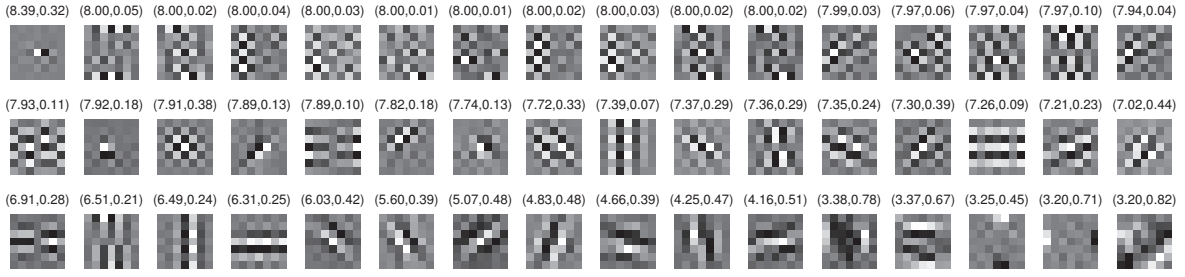 (8.39,0.32) (8.00,0.05) (8.00,0.02) (8.00,0.04) (8.00,0.03) (8.00,0.01) (8.00,0.01) (8.00,0.02) (8.00,0.03) (8.00,0.02) (8.00,0.02) (7.99,0.03) (7.97,0.06) (7.97,0.04) (7.97,0.10) (7.94,0.04)
(7.93,0.11) (7.92,0.18) (7.91,0.38) (7.89,0.13) (7.89,0.10) (7.82,0.18) (7.74,0.13) (7.72,0.33) (7.39,0.07) (7.37,0.29) (7.36,0.29) (7.35,0.24) (7.30,0.39) (7.26,0.09) (7.21,0.23) (7.02,0.44)
(6.91,0.28) (6.51,0.21) (6.49,0.24) (6.31,0.25) (6.03,0.42) (5.60,0.39) (5.07,0.48) (4.83,0.48) (4.66,0.39) (4.25,0.47) (4.16,0.51) (3.38,0.78) (3.37,0.67) (3.25,0.45) (3.20,0.71) (3.20,0.82)